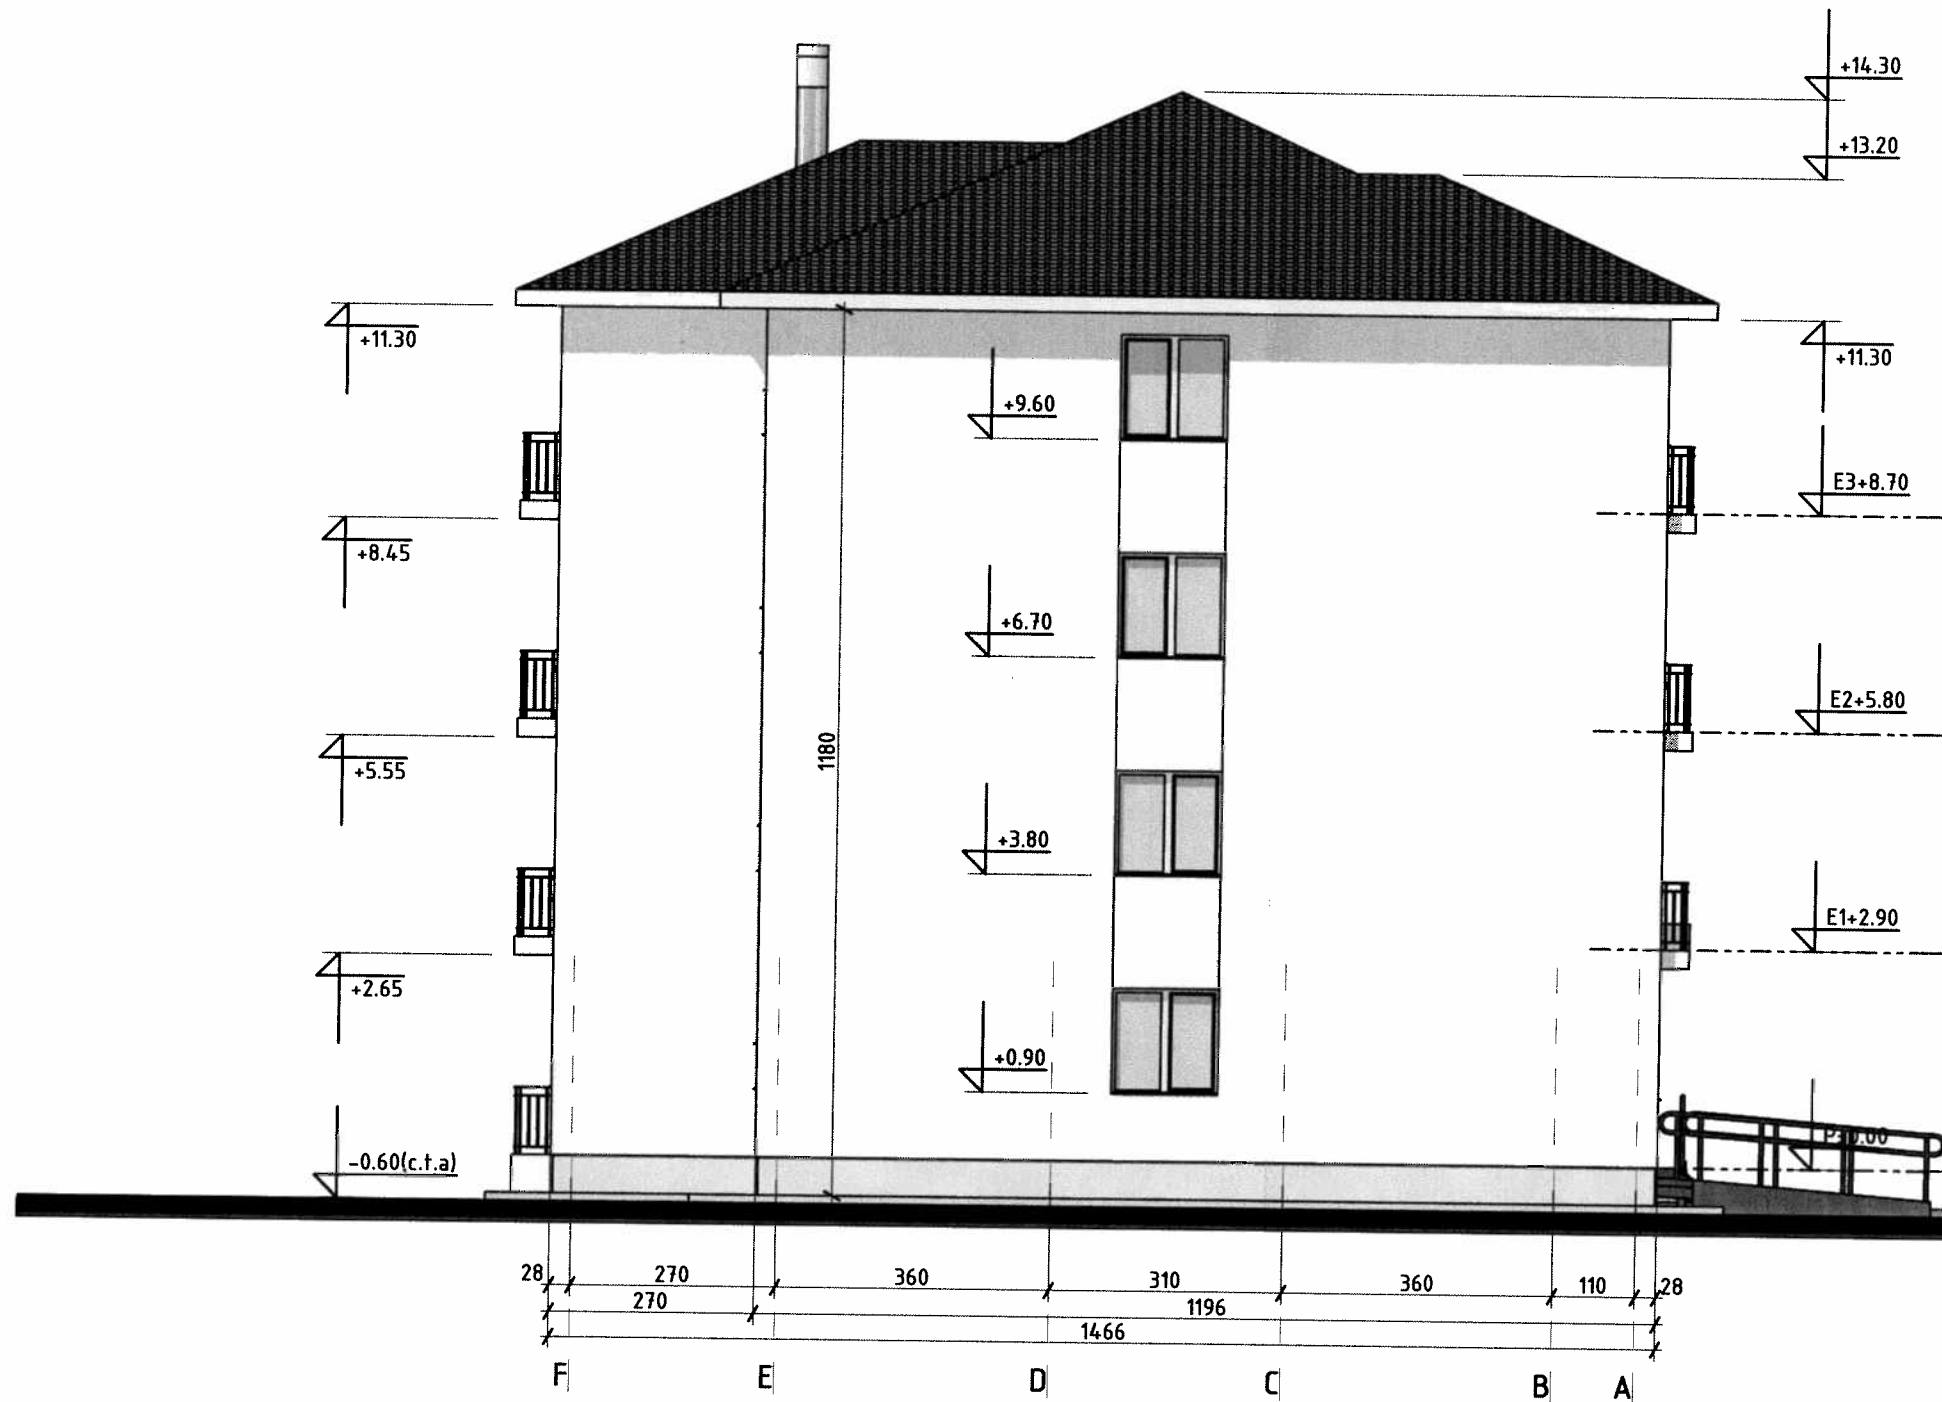 +14.30
+13.20
+11.30
+11.30
+9.60
E3+8.70
+8.45
+6.70
E2+5.80
+5.55
1180
+3.80
E1+2.90
+2.65
+0.90
-0.60(c.t.a)
28 270 360 310 360 110 28
270 1196
1466
F E D C B A